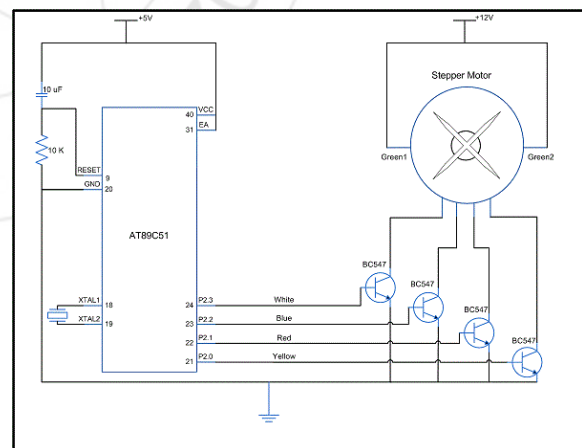 +5V
+12V
10 uF
Stepper Motor
40 VCC
31 EA
10 K
Green1
Green2
RESET
9
GNO
20
AT89C51
BC547
BC547
XTAL1 18
24 P2.3 White
XTAL2 19
23 P2.2 Blue
BC547
22 P2.1 Red
BC547
21 P2.0 Yellow